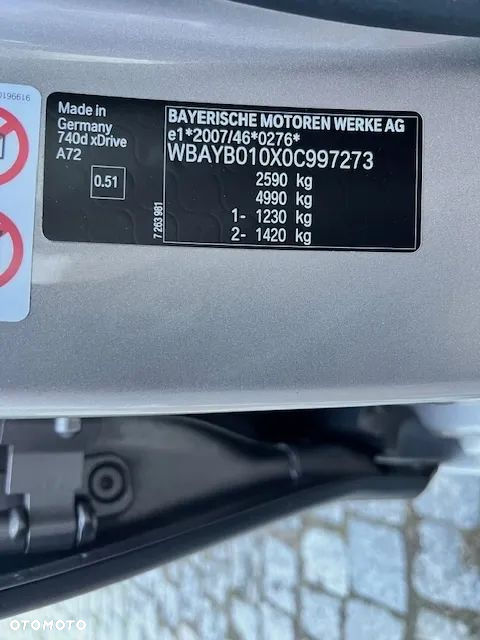 Made in
Germany
740d xDrive
A72
0.51
7 263 981
BAYERISCHE MOTOREN WERKE AG
e1*2007/46*0276*
WBAYB010X0C997273
2590 kg
4990 kg
1- 1230 kg
2- 1420 kg
OTOMOTO